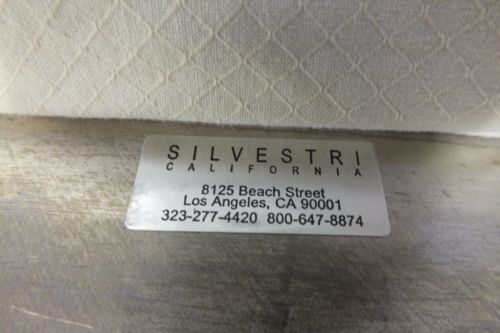 SILVESTRI
CALIFORNIA
8125 Beach Street
Los Angeles, CA 90001
323-277-4420 800-647-8874